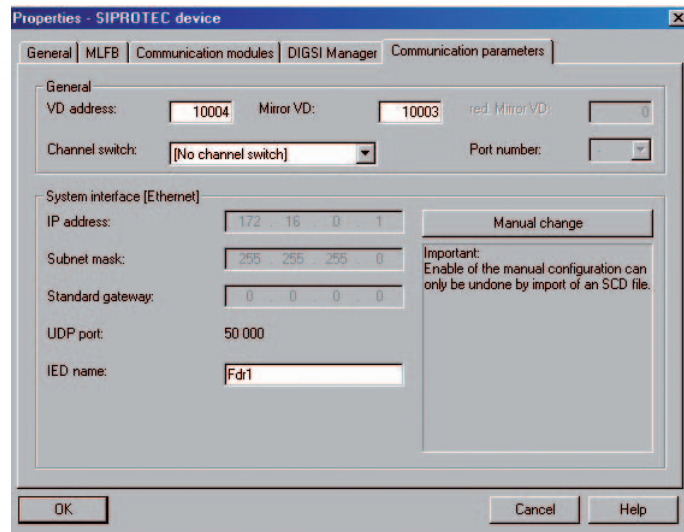 Properties - SIPROTEC device
General MLFB Communication modules DIGSI Manager Communication parameters
General
VD address: 10004 Mirror VD: 10003 red. Mirror VD: 0
Channel switch: [No channel switch] Port number: -
System interface [Ethernet]
IP address: 172 . 16 . 0 . 1 Manual change
Important:
Enable of the manual configuration can
only be undone by import of an SCD file.
Subnet mask: 255 . 255 . 255 . 0
Standard gateway: 0 . 0 . 0 . 0
UDP port: 50 000
IED name: Fdr1
OK Cancel Help